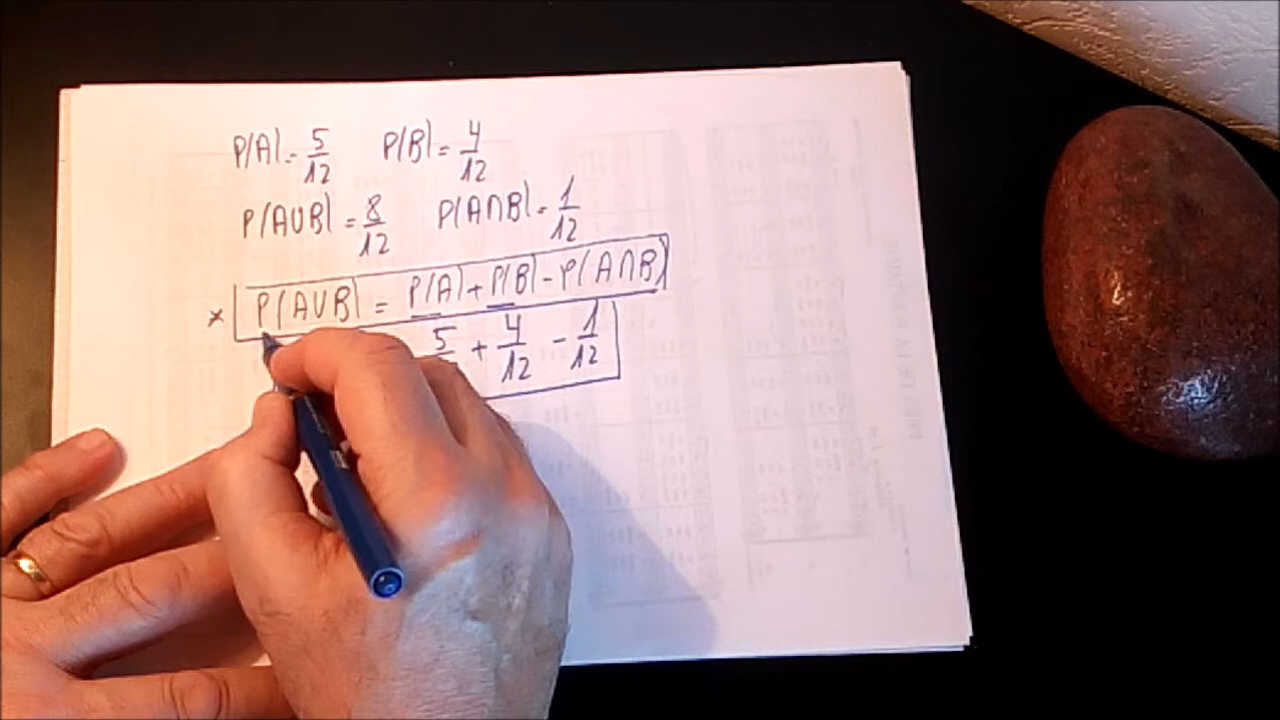 P(A) = 5/12 P(B) = 4/12
P(A∪B) = 8/12 P(A∩B) = 1/12
× P(A∪B) = P(A) + P(B) - P(A∩B)
5 + 4/12 - 1/12